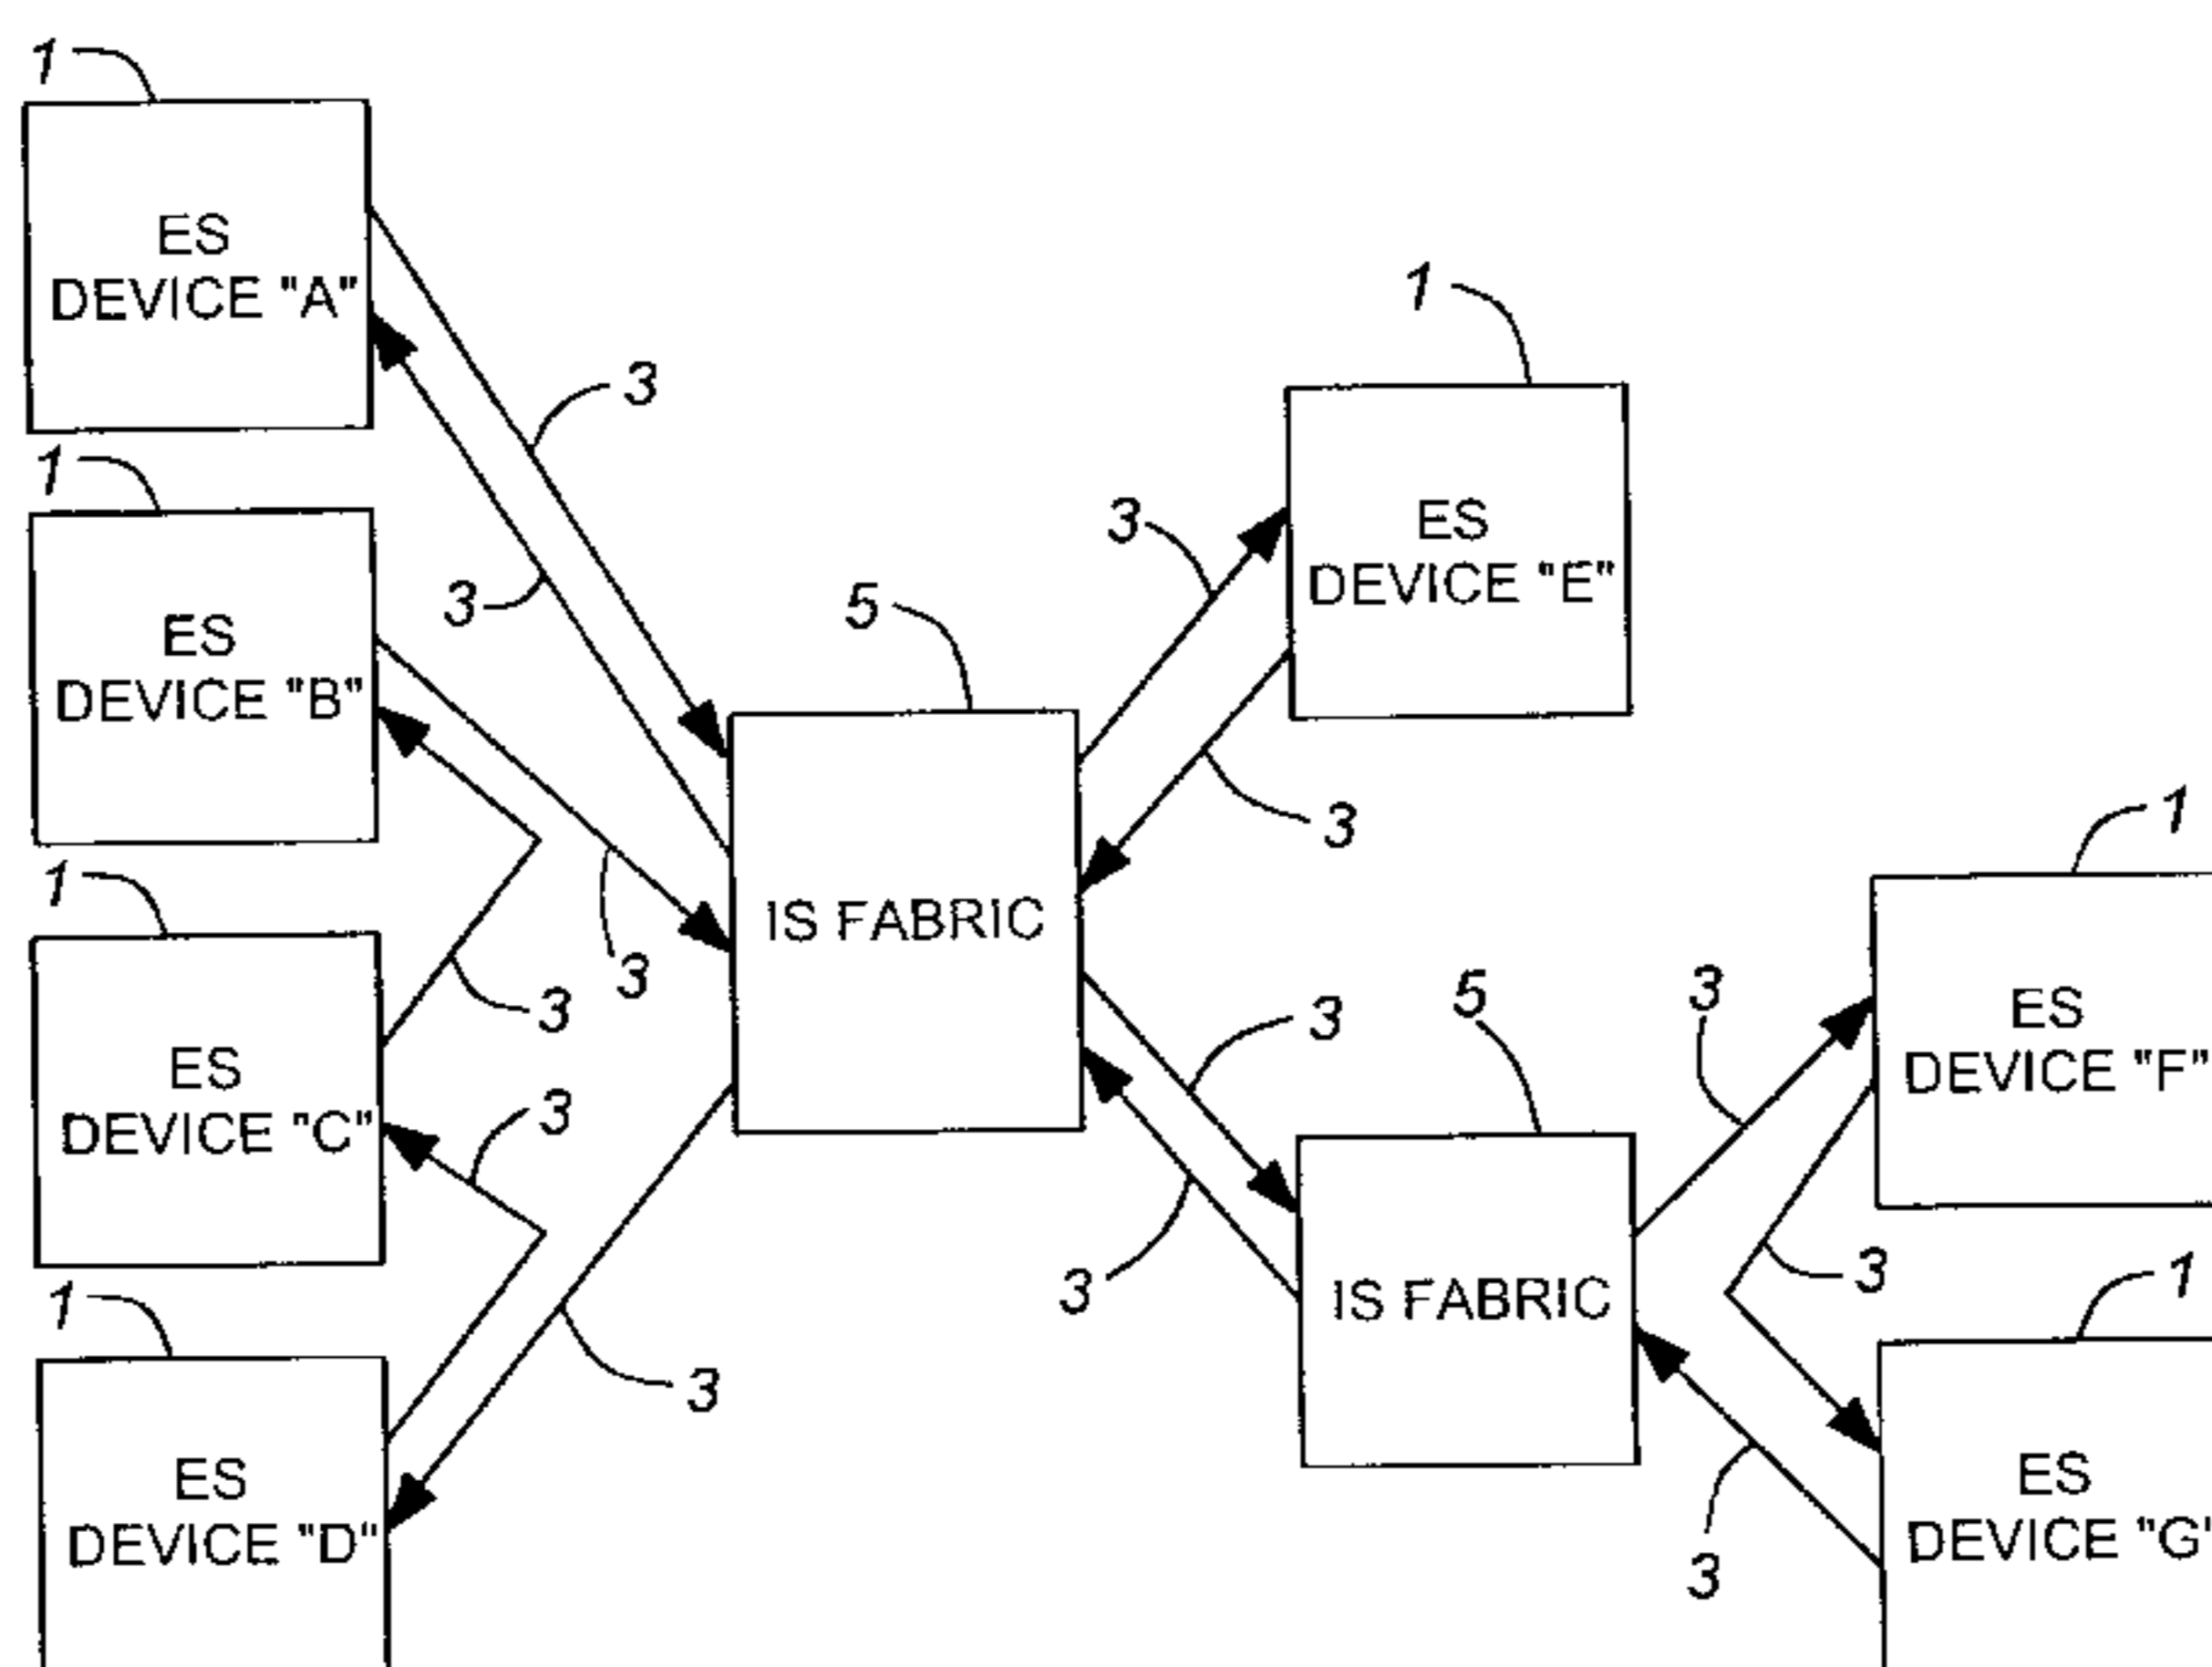 1
ES
DEVICE "A"
3
1
ES
DEVICE "B"
3
3
3
1
ES
DEVICE "C"
3
1
ES
DEVICE "D"
3
5
IS FABRIC
1
ES
DEVICE "E"
3
3
3
3
5
IS FABRIC
1
ES
DEVICE "F"
3
3
1
ES
DEVICE "G"
3